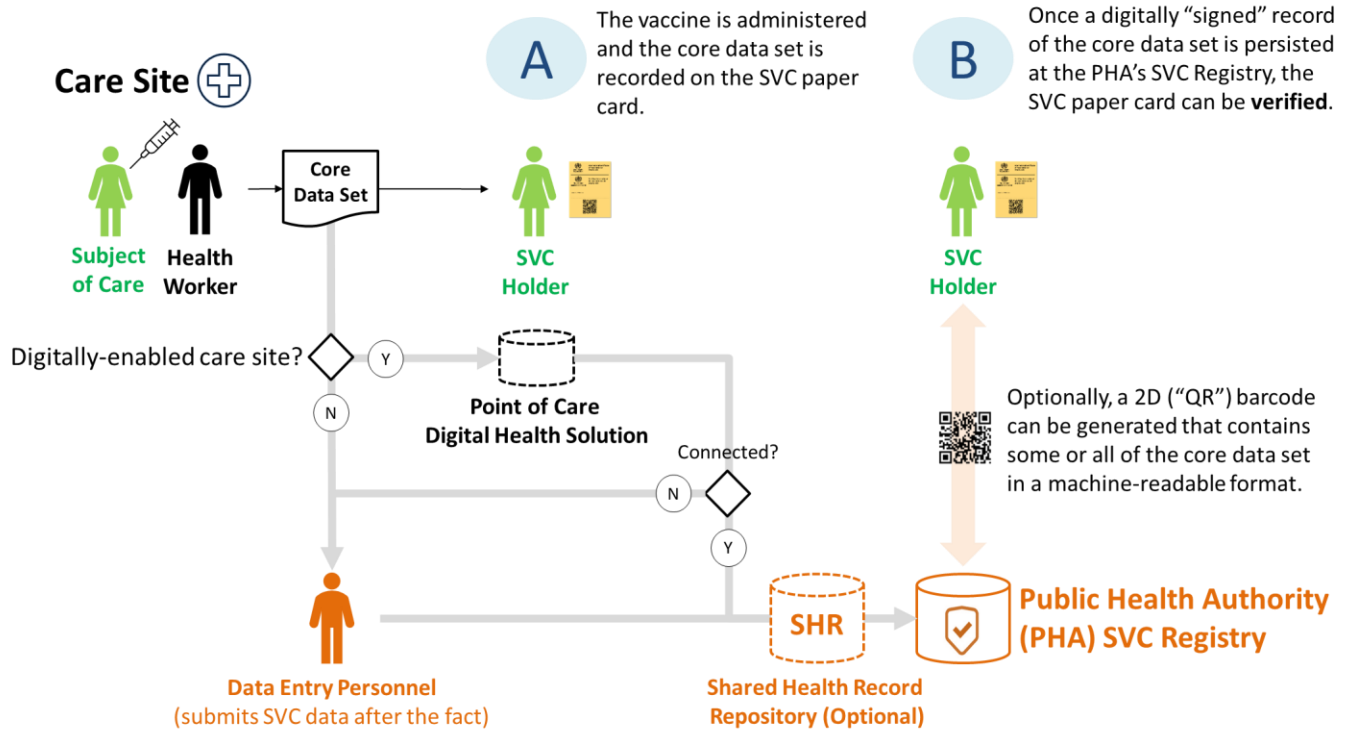 Care Site
A
The vaccine is administered
and the core data set is
recorded on the SVC paper
card.
B
Once a digitally “signed” record
of the core data set is persisted
at the PHA’s SVC Registry, the
SVC paper card can be verified.
Subject
of Care
Health
Worker
Core
Data Set
SVC
Holder
SVC
Holder
Digitally-enabled care site?
Y
N
Point of Care
Digital Health Solution
Connected?
N
Y
Optionally, a 2D (“QR”) barcode
can be generated that contains
some or all of the core data set
in a machine-readable format.
Data Entry Personnel
(submits SVC data after the fact)
SHR
Shared Health Record
Repository (Optional)
Public Health Authority
(PHA) SVC Registry